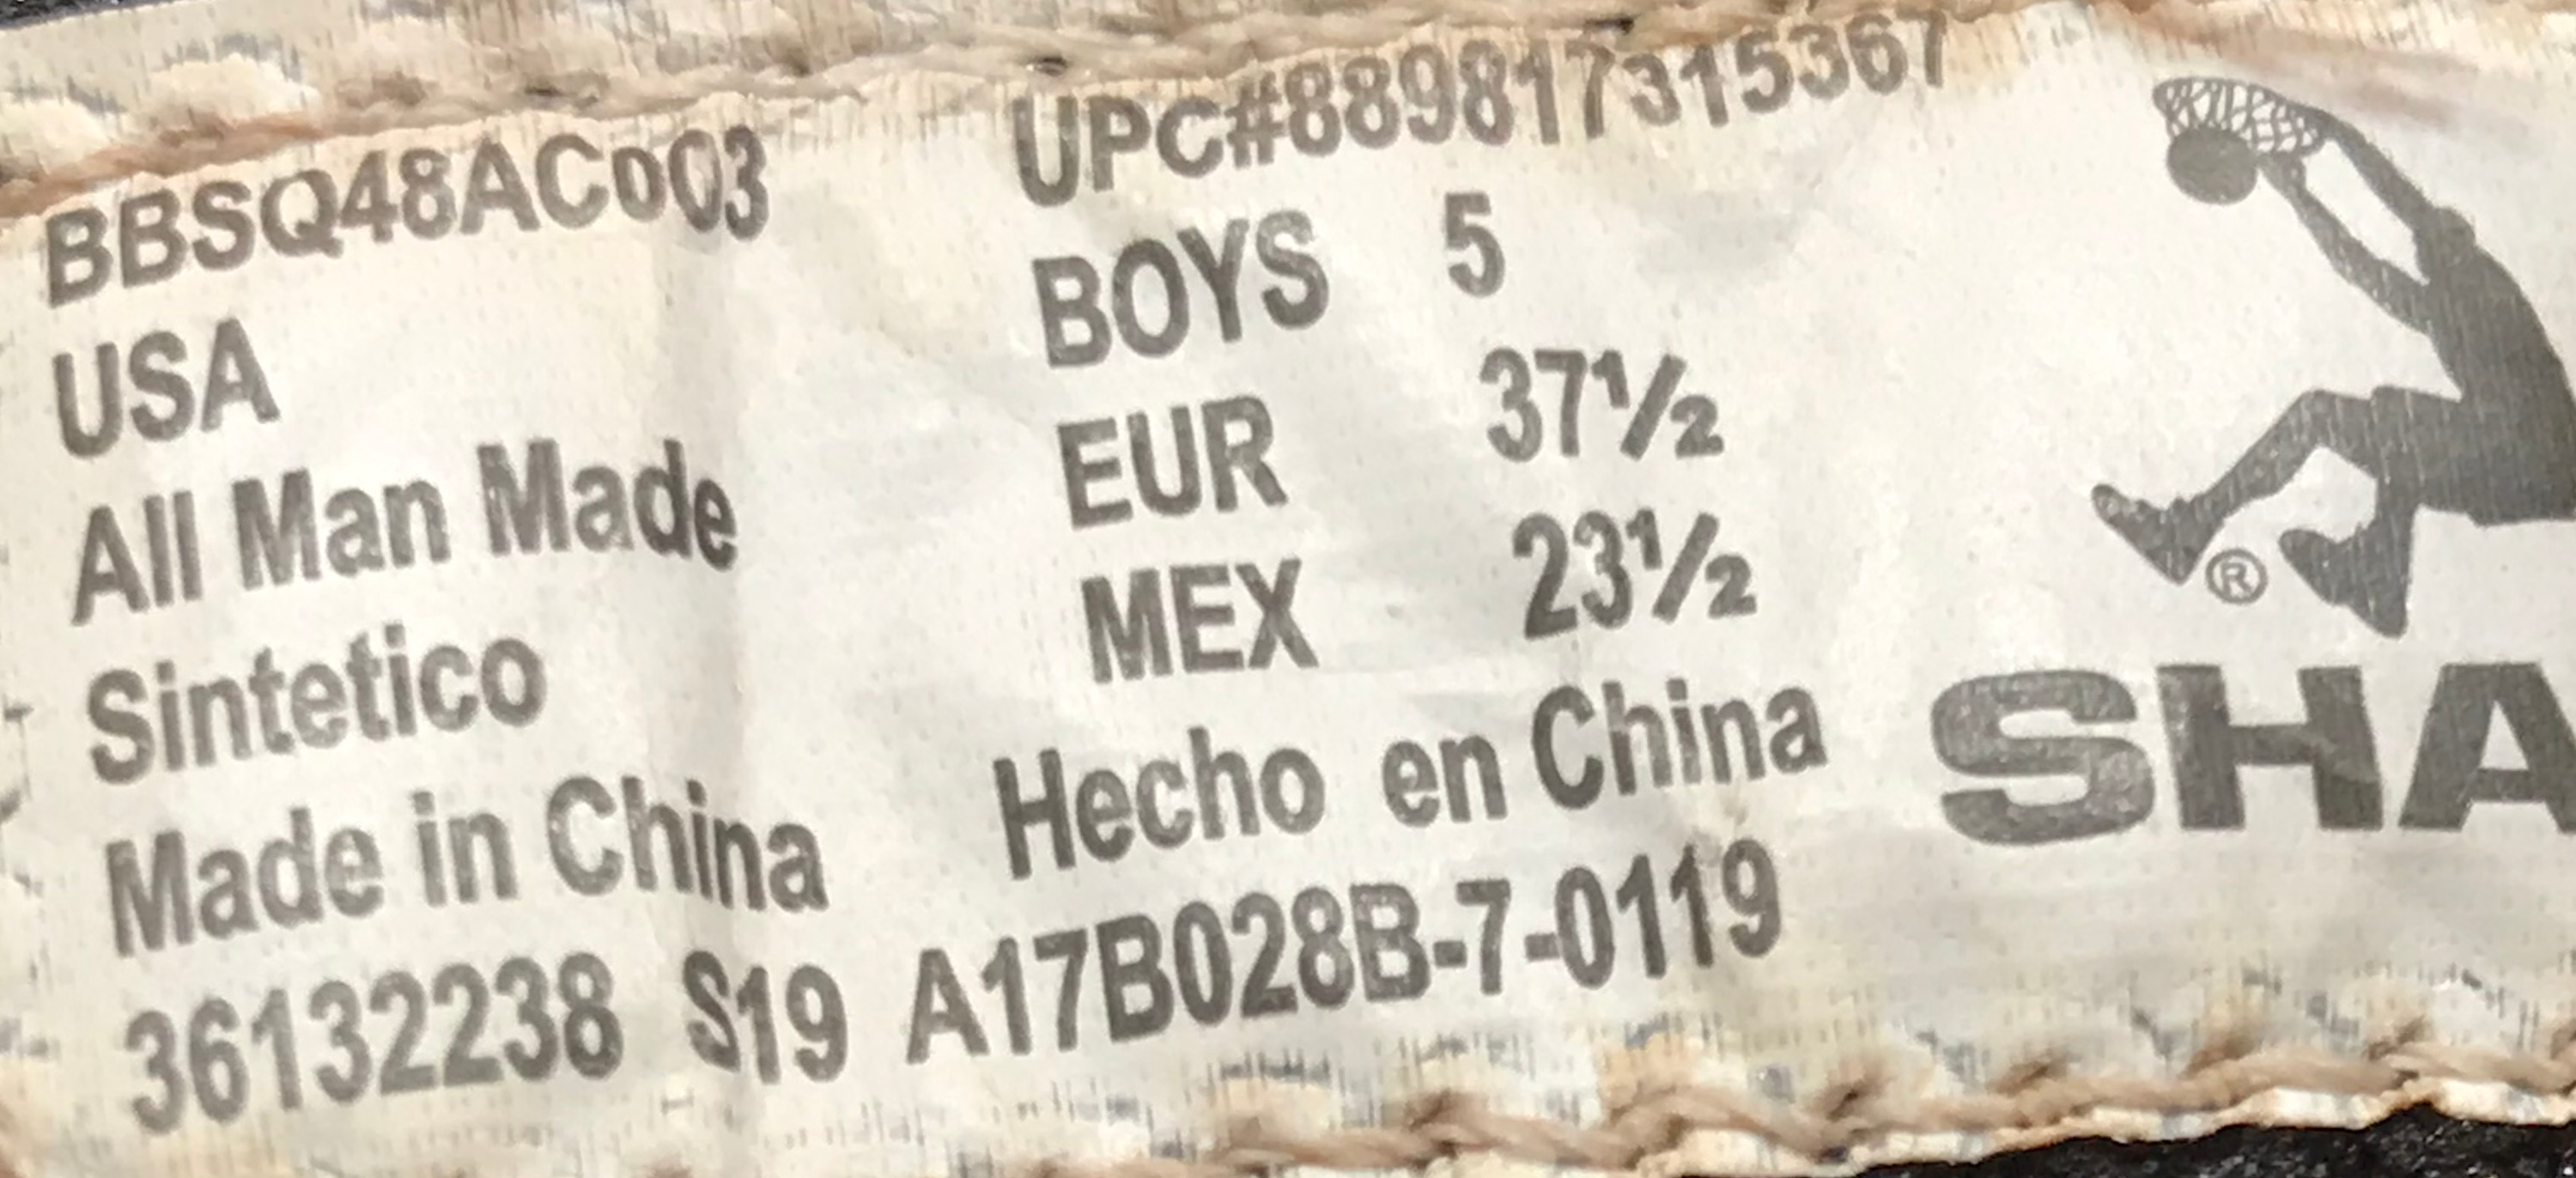 BBSQ48AC003
USA
All Man Made
Sintetico
Made in China
36132238 S19 A17B028B-7-0119
UPC#889817315367
BOYS 5
EUR 37½
MEX 23½
Hecho en China
®
SHA